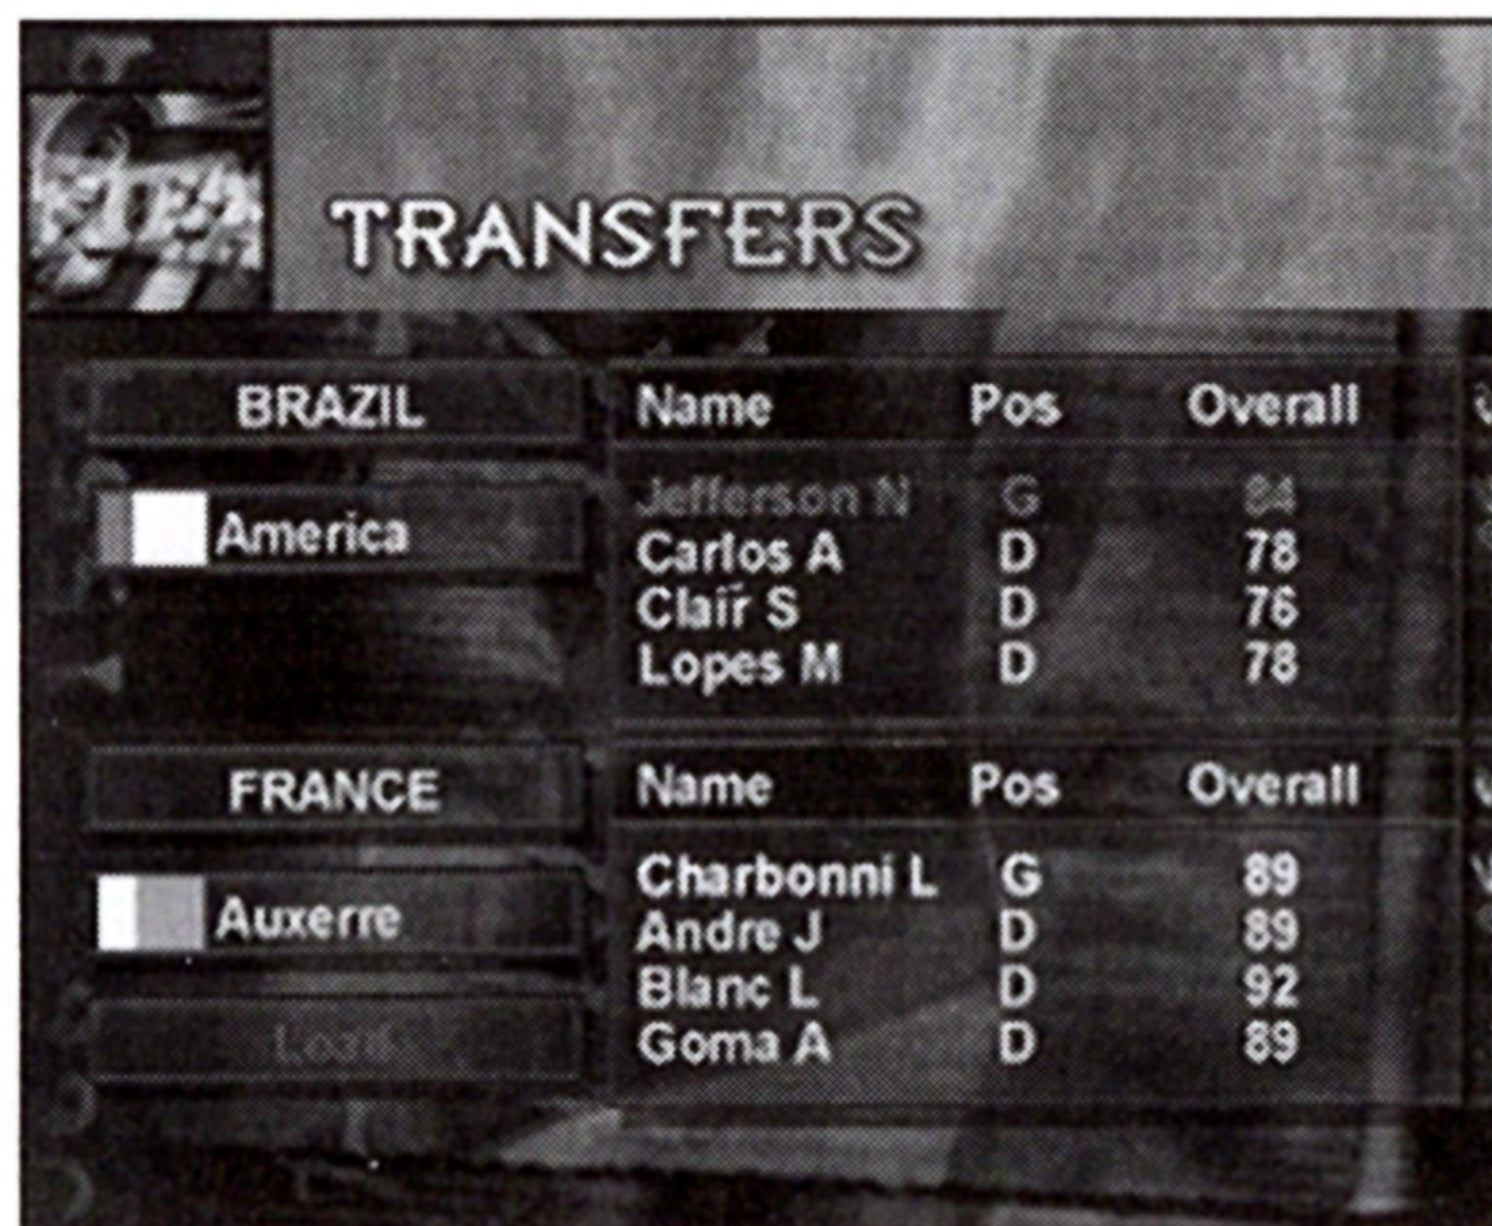 TRANSFERS
BRAZIL
Name Pos Overall
America
Jefferson N G 84
Carlos A D 78
Clair S D 76
Lopes M D 78
FRANCE
Name Pos Overall
Auxerre
Charbonni L G 89
Andre J D 89
Blanc L D 92
Goma A D 89